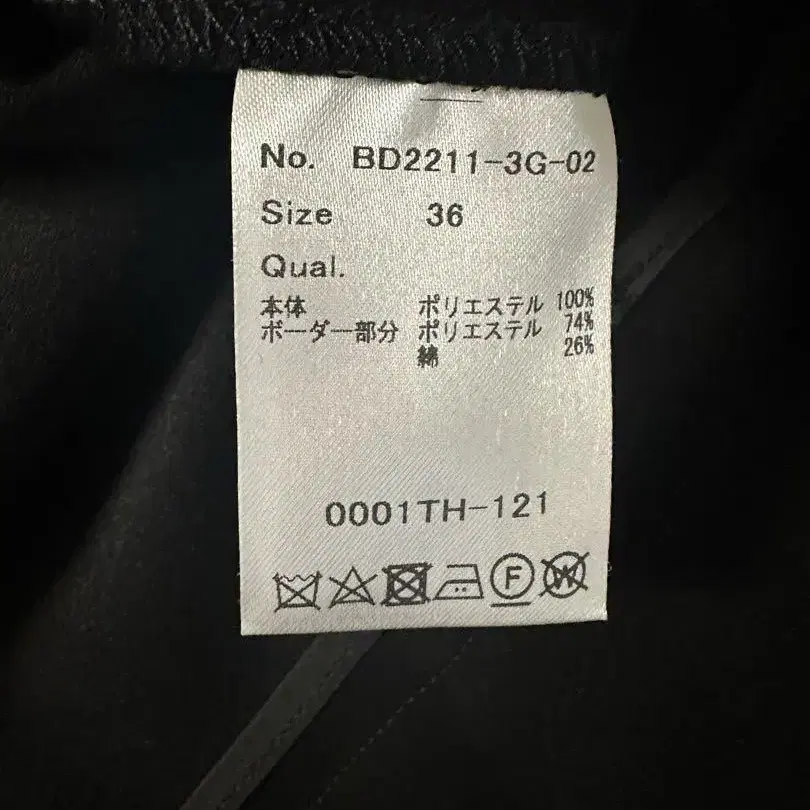 No. BD2211-3G-02
Size 36
Qual.
本体 ポリエステル 100%
ボーダー部分 ポリエステル 74%
綿 26%
0001TH-121
F
W